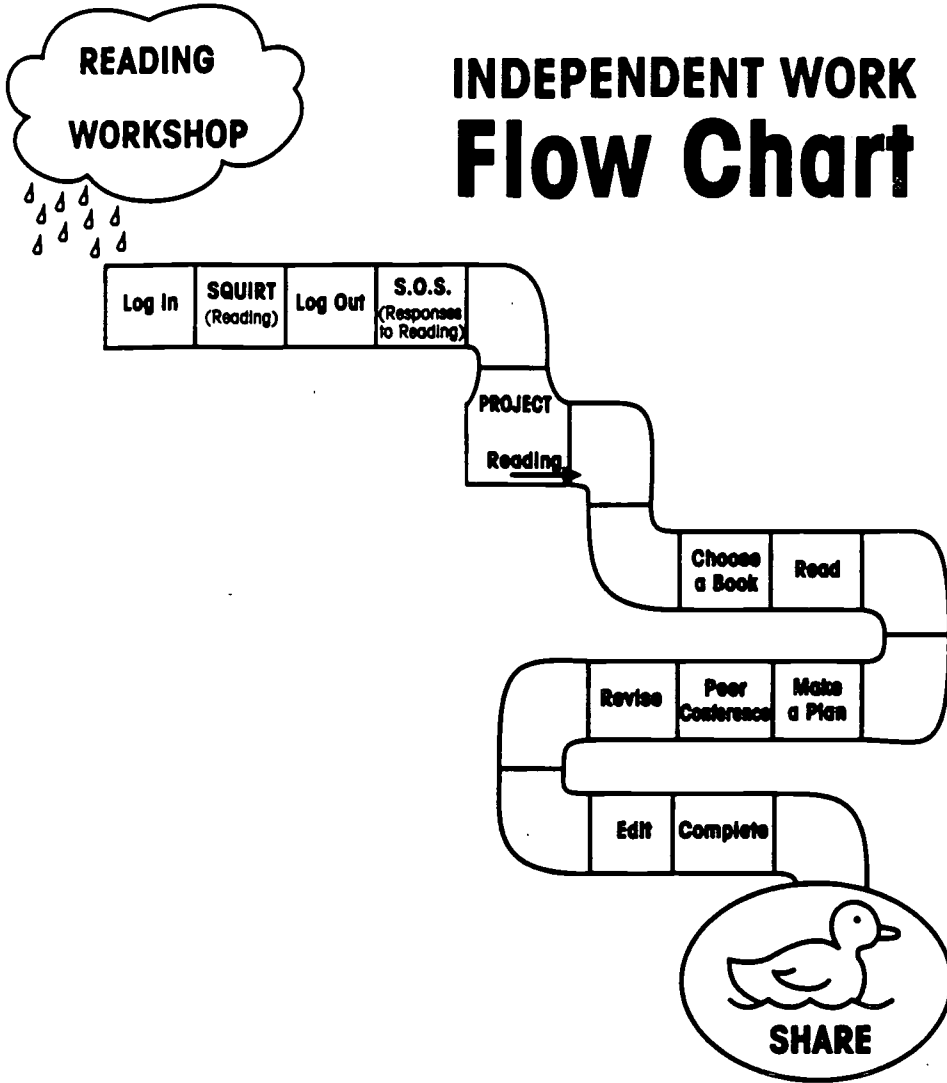 READING
WORKSHOP
INDEPENDENT WORK
Flow Chart
Log In
SQUIRT
(Reading)
Log Out
S.O.S.
(Responses
to Reading)
PROJECT
Reading
Choose
a Book
Read
Make
a Plan
Peer
Conference
Revise
Edit
Complete
SHARE